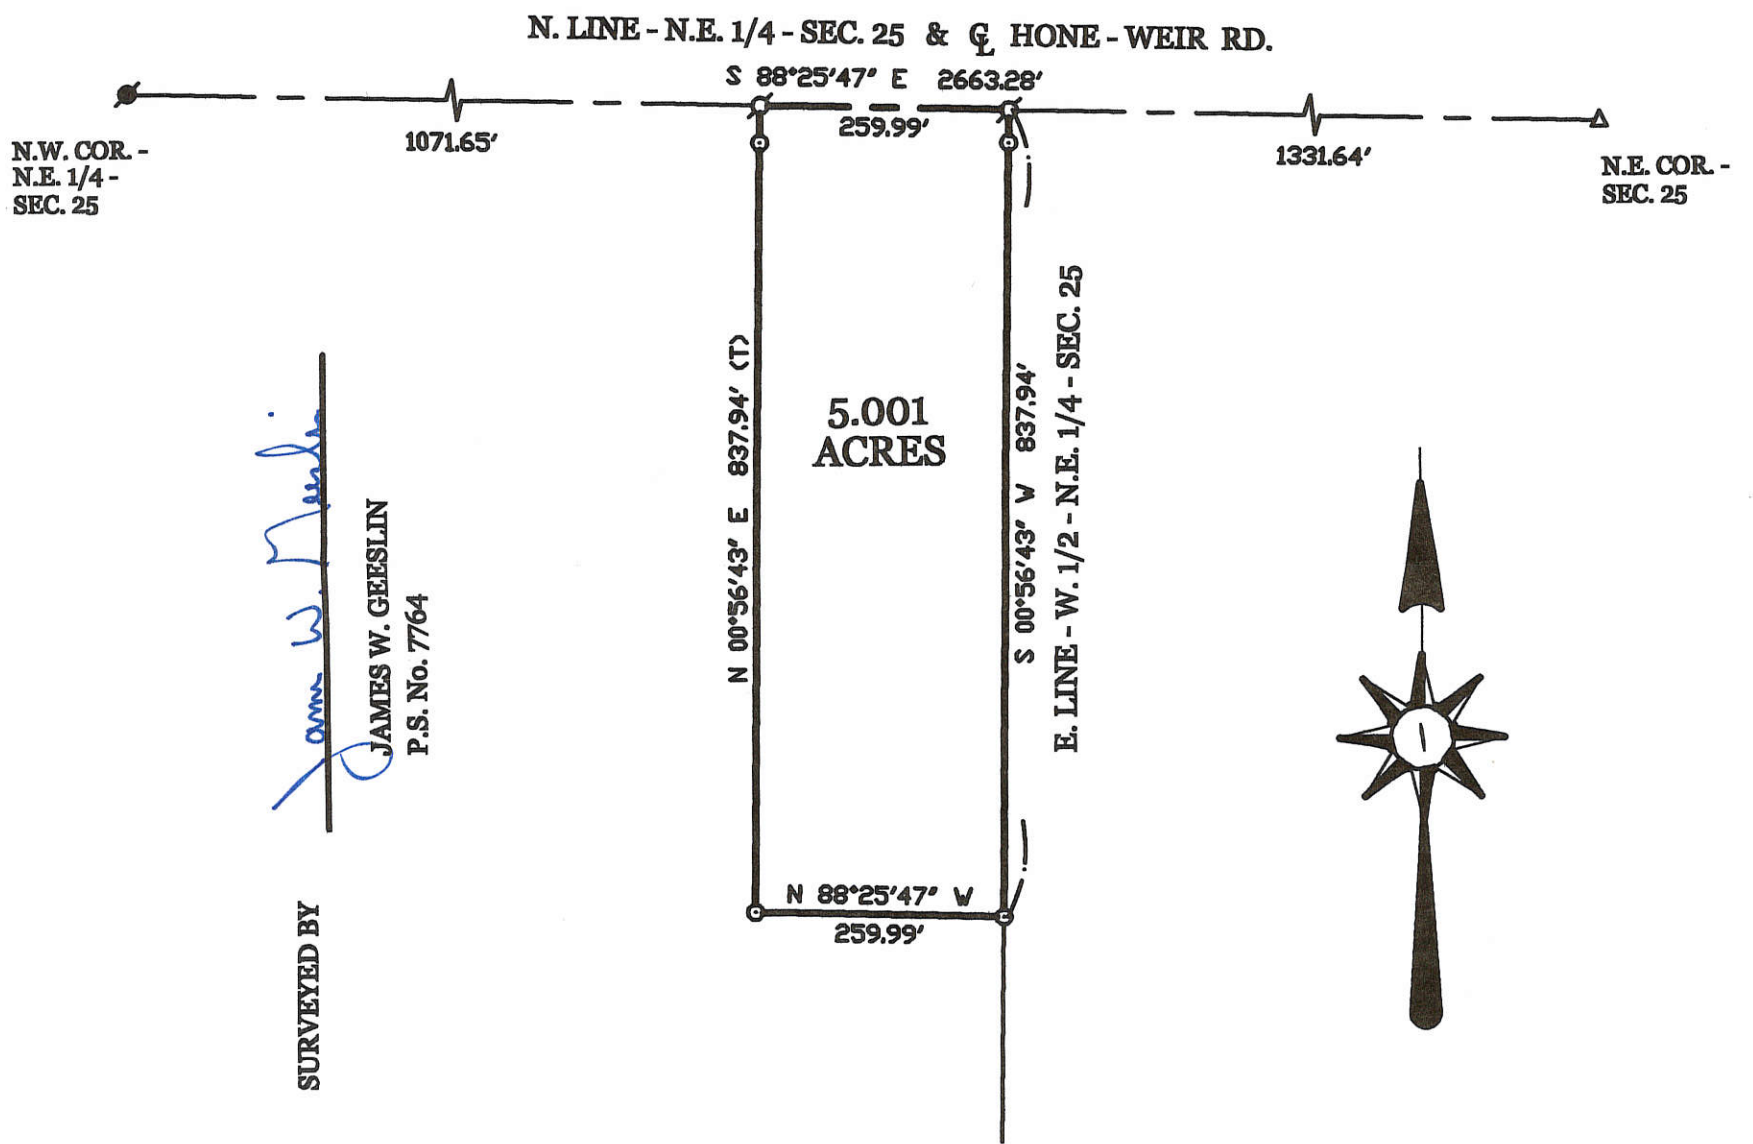 N. LINE - N.E. 1/4 - SEC. 25 & ℄ HONE - WEIR RD.
S 88°25'47" E 2663.28'
259.99'
1071.65'
1331.64'
N.W. COR. -
N.E. 1/4 -
SEC. 25
N.E. COR. -
SEC. 25
N 00°56'43" E 837.94' (T)
5.001
ACRES
S 00°56'43" W 837.94'
E. LINE - W. 1/2 - N.E. 1/4 - SEC. 25
N 88°25'47" W
259.99'
SURVEYED BY
James W. Geeslin
JAMES W. GEESLIN
P.S. No. 7764